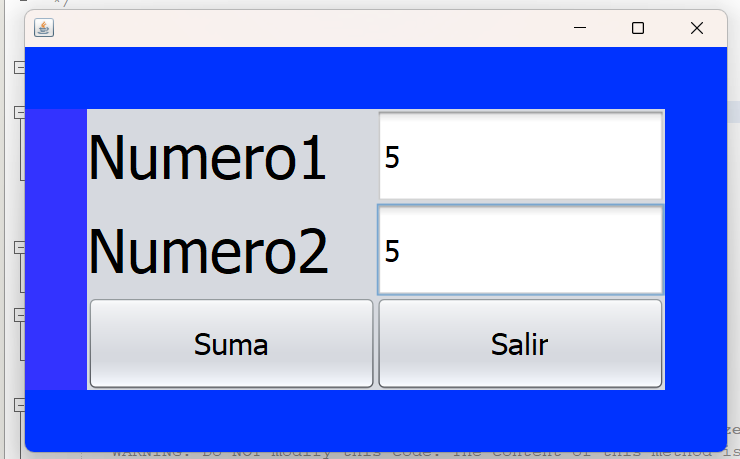 */
Numero1
5
Numero2
5
Suma
Salir
WARNING: Do NOT modify this code. The content of this method is